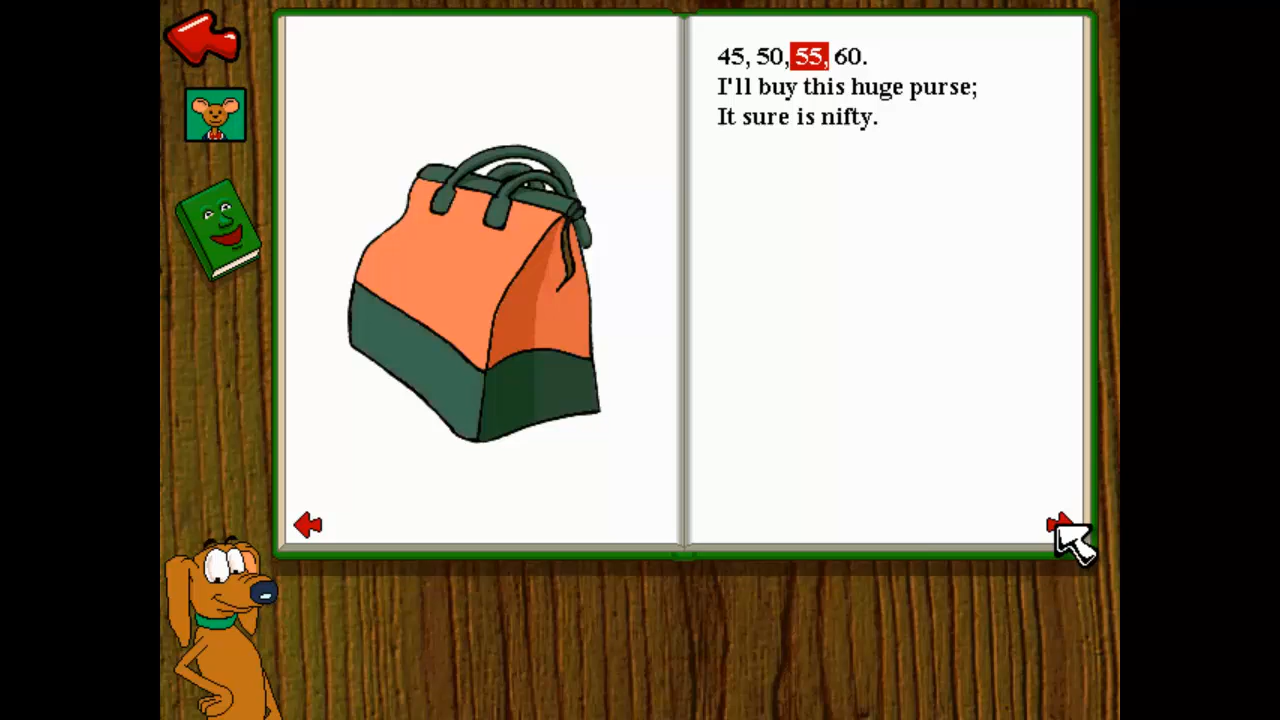 45, 50, 55, 60.
I'll buy this huge purse;
It sure is nifty.